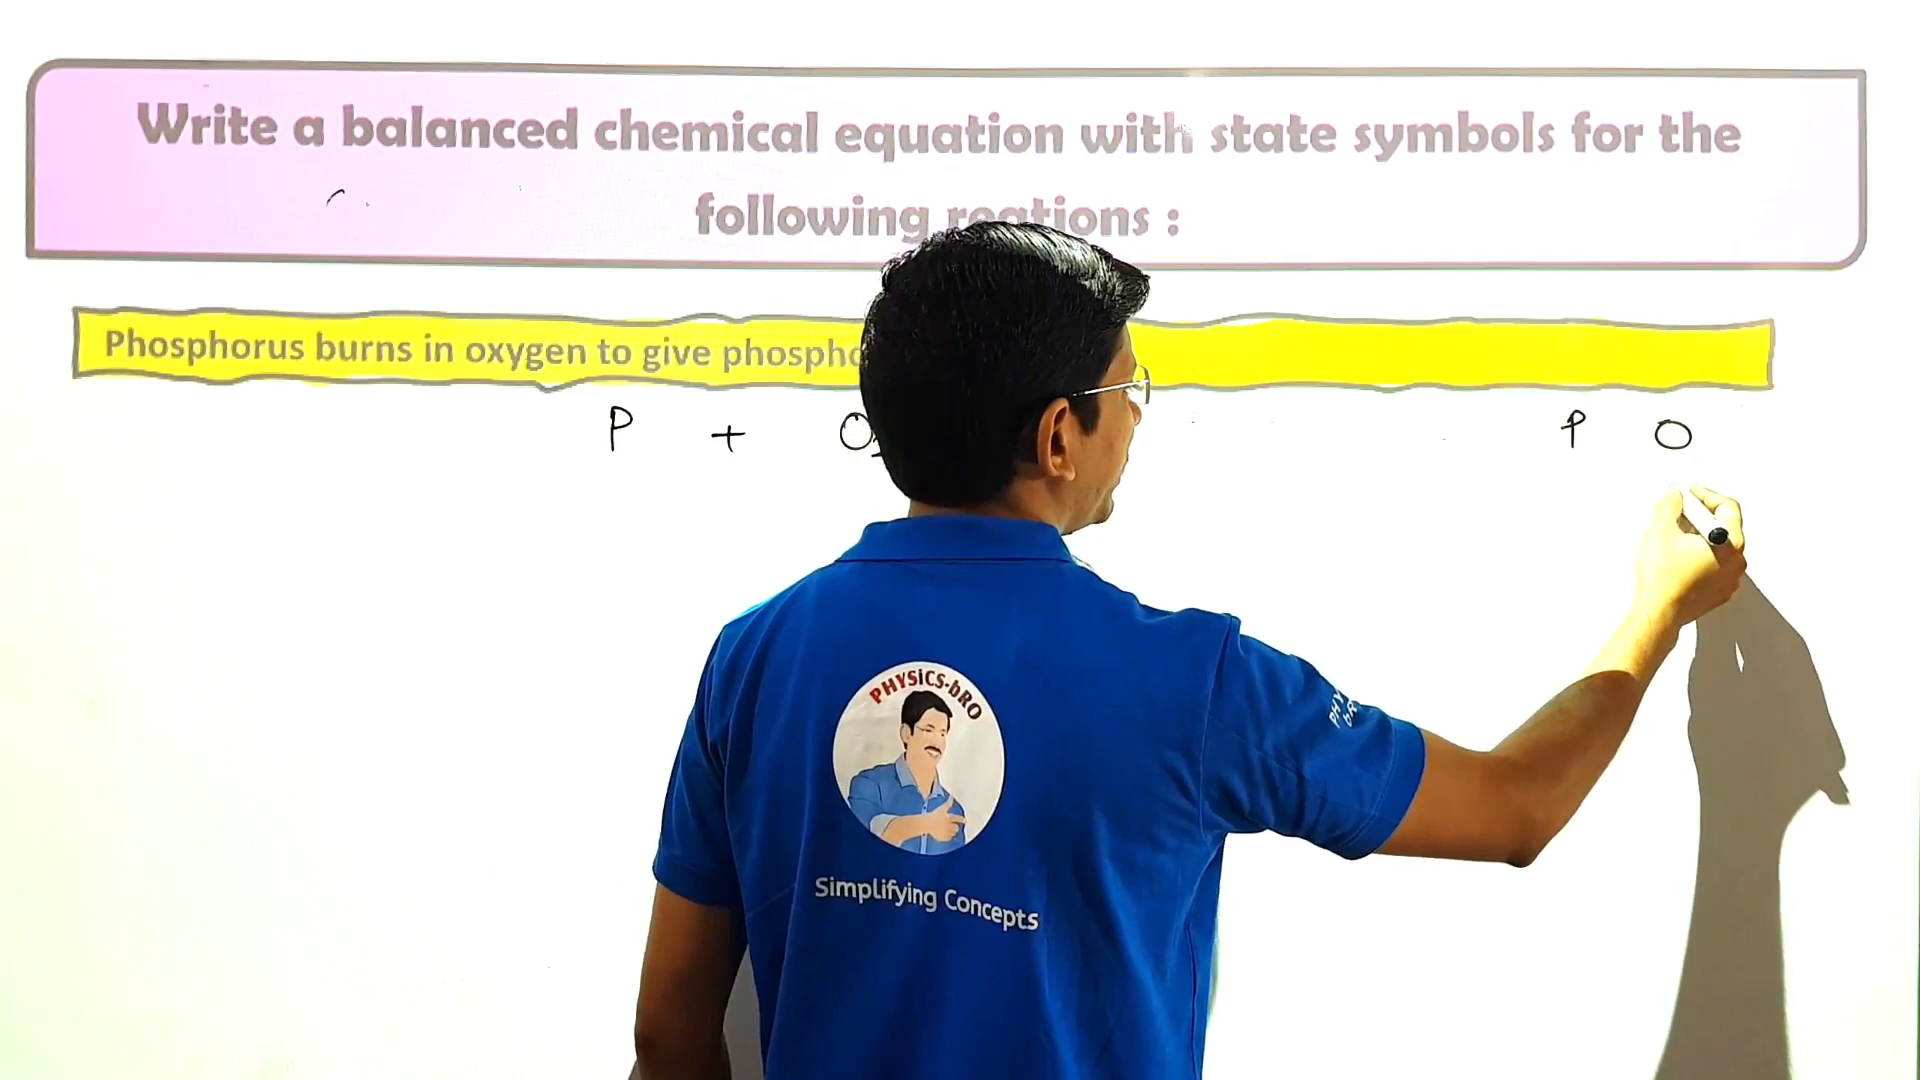 Write a balanced chemical equation with state symbols for the
following reations :
Phosphorus burns in oxygen to give
P + O P O
PHYSiCS-bRO
Simplifying Concepts